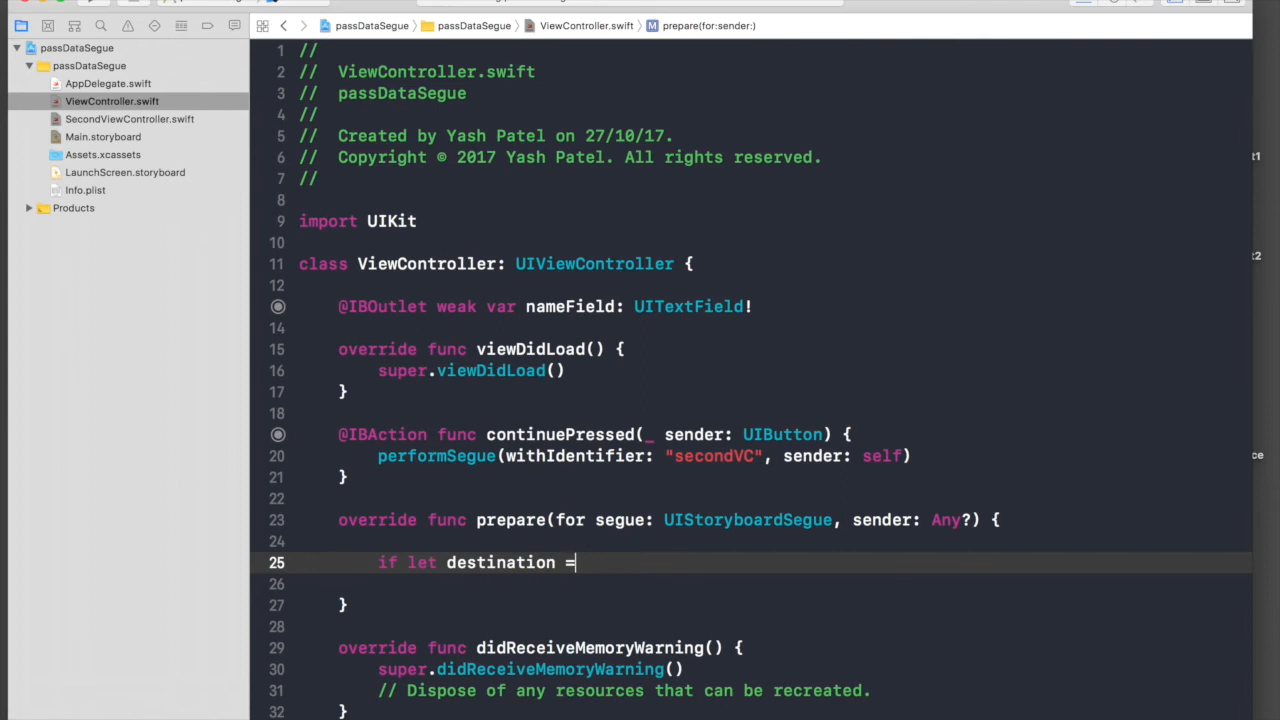 passDataSegue
passDataSegue
ViewController.swift
prepare(for:sender:)
passDataSegue
passDataSegue
AppDelegate.swift
ViewController.swift
SecondViewController.swift
Main.storyboard
Assets.xcassets
LaunchScreen.storyboard
Info.plist
Products
1 //
2 //  ViewController.swift
3 //  passDataSegue
4 //
5 //  Created by Yash Patel on 27/10/17.
6 //  Copyright © 2017 Yash Patel. All rights reserved.
7 //
8
9 import UIKit
10
11 class ViewController: UIViewController {
12
@IBOutlet weak var nameField: UITextField!
14
15 override func viewDidLoad() {
16 super.viewDidLoad()
17 }
18
@IBAction func continuePressed(_ sender: UIButton) {
20 performSegue(withIdentifier: "secondVC", sender: self)
21 }
22
23 override func prepare(for segue: UIStoryboardSegue, sender: Any?) {
24
25 if let destination =
26
27 }
28
29 override func didReceiveMemoryWarning() {
30 super.didReceiveMemoryWarning()
31 // Dispose of any resources that can be recreated.
32 }